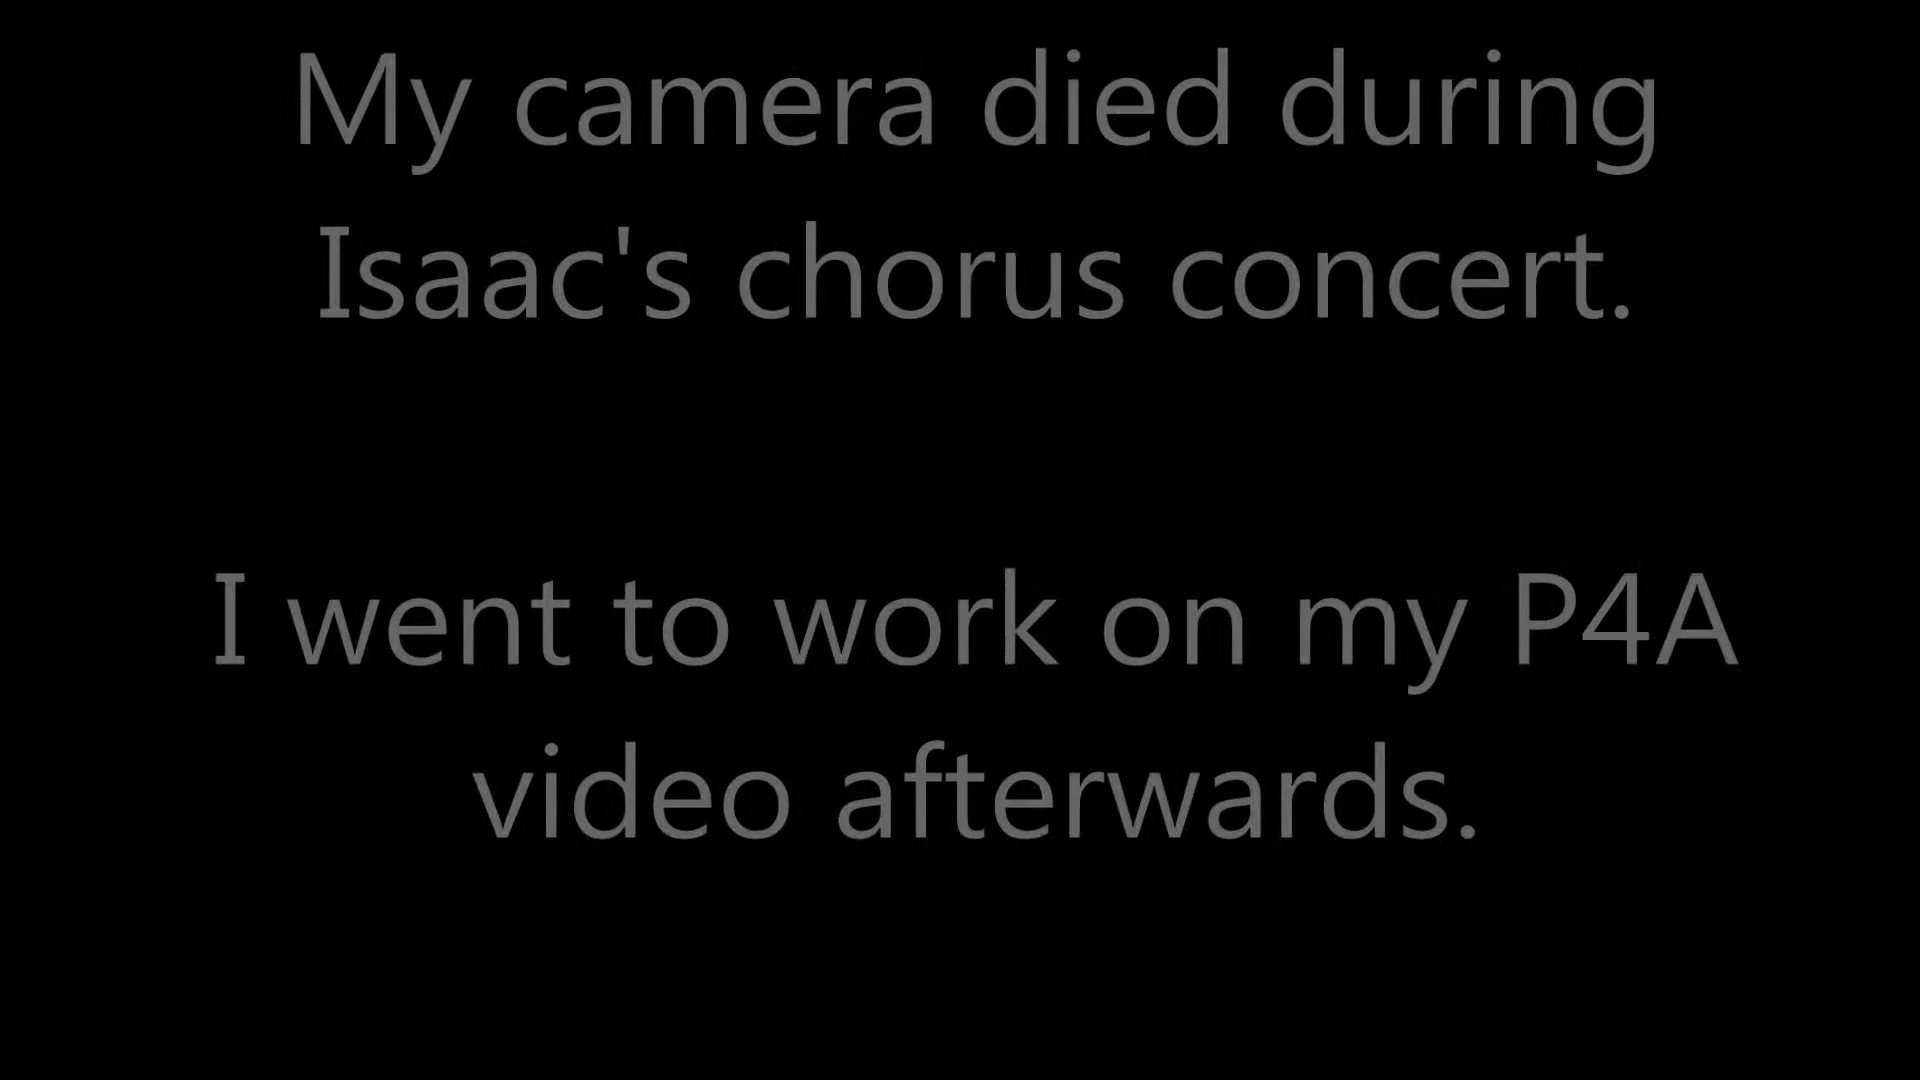 My camera died during
Isaac's chorus concert.
I went to work on my P4A
video afterwards.